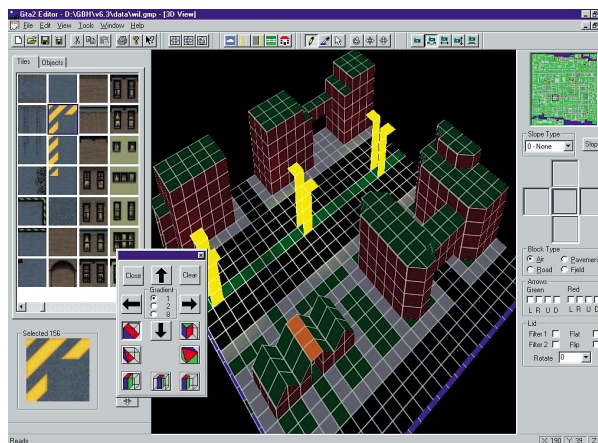 Gta2 Editor - D:\GBH\v6.3\data\wil.gmp - [3D View]
File Edit View Tools Window Help
Tiles Objects
Slope Type
0 - None
Slop
Close Clear
Gradient
1
2
8
Block Type
Air Pavemen
Road Field
Arrows
Green Red
L R U D L R U D
Lid
Filter 1 Flat
Filter 2 Flip
Rotate 0
Selected 156
Ready
X: 190 Y: 39 Z